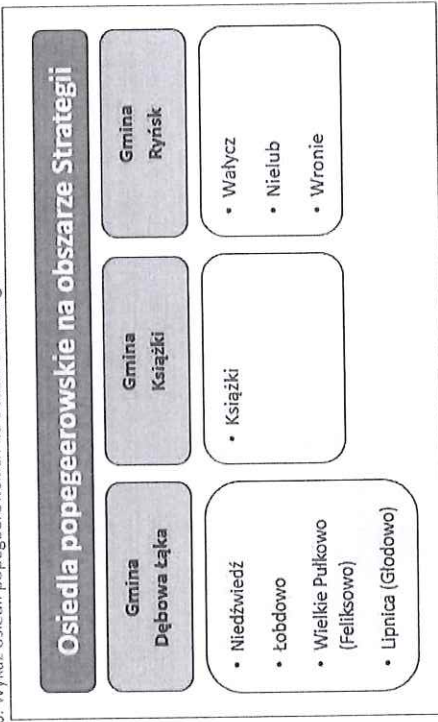 Osiedla popegeerowskie na obszarze Strategii
Gmina
Dębowa Łąka
• Niedźwiedź
• Łobdowo
• Wielkie Pułkowo
(Feliksowo)
• Lipnica (Głodowo)
Gmina
Książki
• Książki
Gmina
Ryńsk
• Wałycz
• Nielub
• Wronie